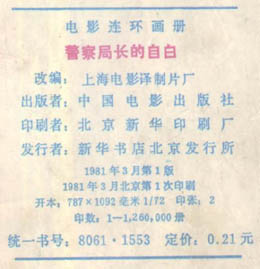 电影连环画册
警察局长的自白
改编：上海电影译制片厂
出版者：中国电影出版社
印刷者：北京新华印刷厂
发行者：新华书店北京发行所
1981年3月第1版
1981年3月北京第1次印刷
开本：787×1092毫米1/72 印张：2
印数：1—1,260,000册
统一书号：8061·1553 定价：0.21元